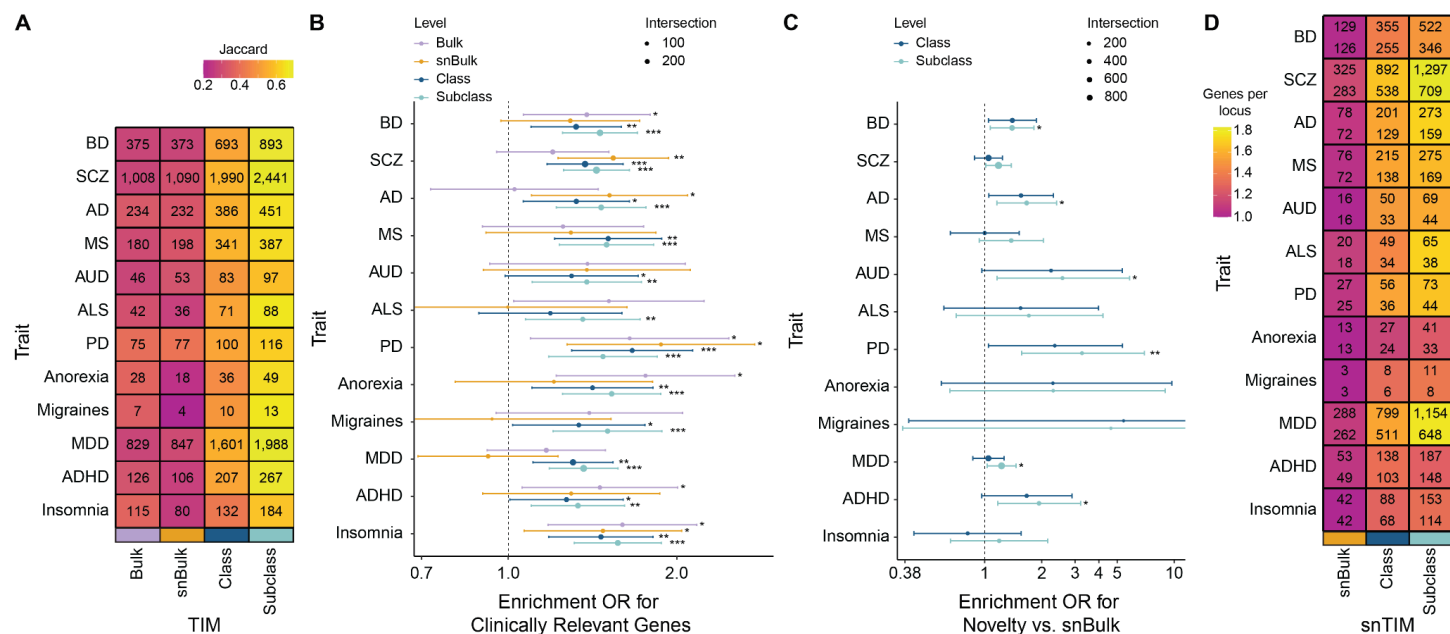 A
Jaccard
0.2 0.4 0.6
BD 375 373 693 893
SCZ 1,008 1,090 1,990 2,441
AD 234 232 386 451
MS 180 198 341 387
AUD 46 53 83 97
ALS 42 36 71 88
PD 75 77 100 116
Anorexia 28 18 36 49
Migraines 7 4 10 13
MDD 829 847 1,601 1,988
ADHD 126 106 207 267
Insomnia 115 80 132 184
Trait
Bulk snBulk Class Subclass
TIM
B
Level
Bulk
snBulk
Class
Subclass
Intersection
100
200
BD * ** ***
SCZ ** *** ***
AD * * ***
MS ** ***
AUD * **
ALS **
PD * * *** ***
Anorexia * ** ***
Migraines * ***
MDD ** ***
ADHD * * **
Insomnia * * ** ***
Trait
0.7 1.0 2.0
Enrichment OR for
Clinically Relevant Genes
C
Level
Class
Subclass
Intersection
200
400
600
800
BD *
SCZ
AD *
MS
AUD *
ALS
PD **
Anorexia
Migraines
MDD *
ADHD *
Insomnia
Trait
0.38 1 2 3 4 5 10
Enrichment OR for
Novelty vs. snBulk
D
Genes per
locus
1.8
1.6
1.4
1.2
1.0
Trait
BD
129 355 522
126 255 346
SCZ
325 892 1,297
283 538 709
AD
78 201 273
72 129 159
MS
76 215 275
72 138 169
AUD
16 50 69
16 33 44
ALS
20 49 65
18 34 38
PD
27 56 73
25 36 44
Anorexia
13 27 41
13 24 33
Migraines
3 8 11
3 6 8
MDD
288 799 1,154
262 511 648
ADHD
53 138 187
49 103 148
Insomnia
42 88 153
42 68 114
snBulk Class Subclass
snTIM